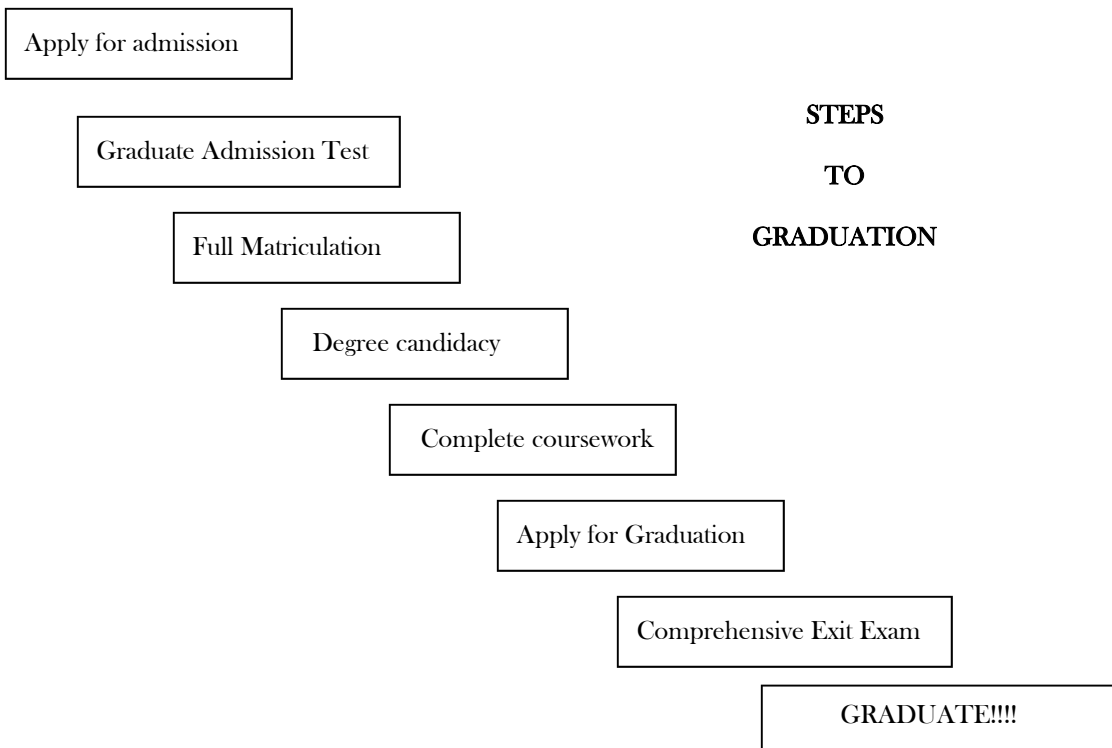 Apply for admission
STEPS
Graduate Admission Test
TO
GRADUATION
Full Matriculation
Degree candidacy
Complete coursework
Apply for Graduation
Comprehensive Exit Exam
GRADUATE!!!!